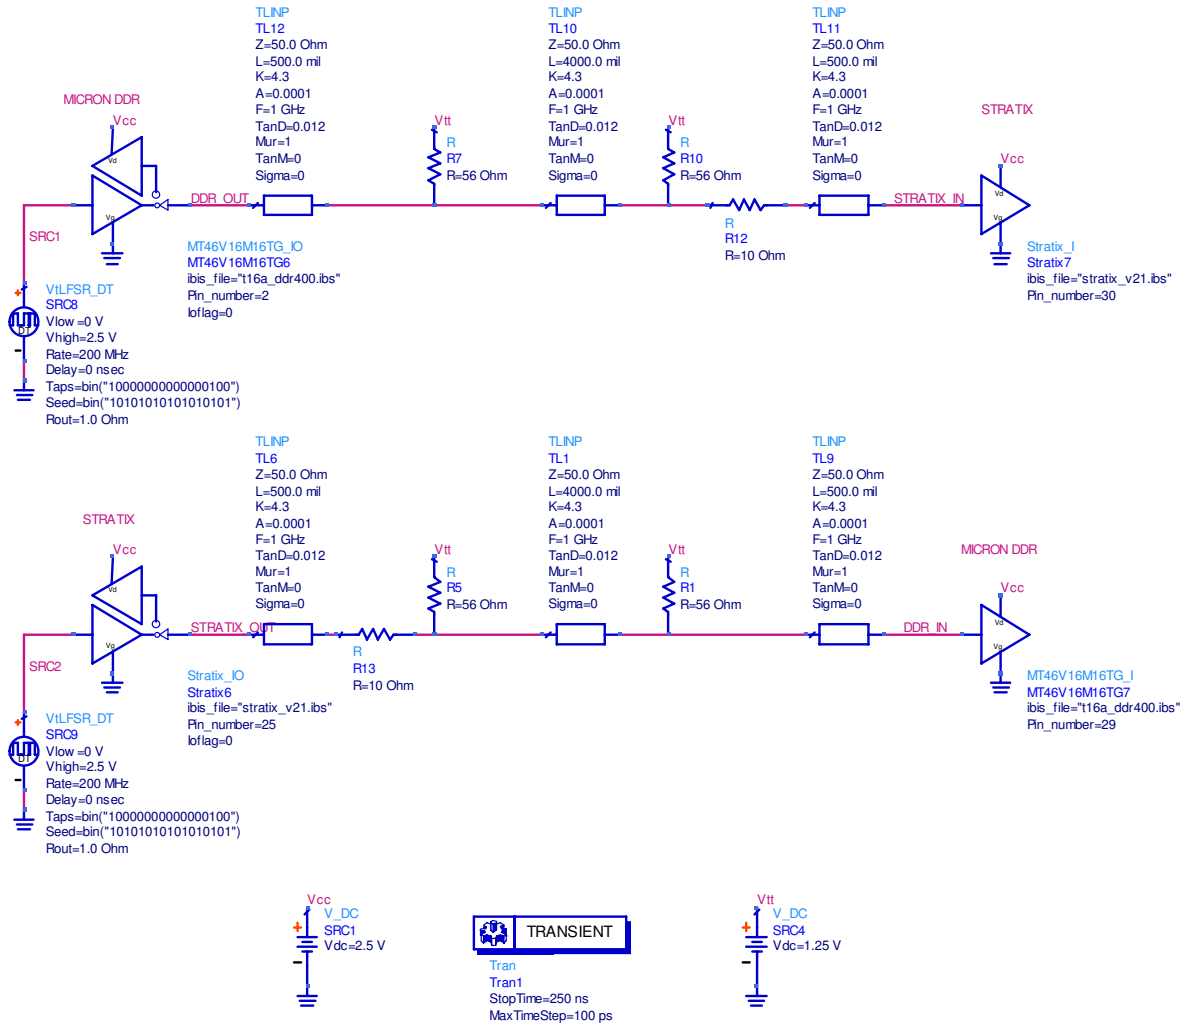 TLINP
TL12
Z=50.0 Ohm
L=500.0 mil
K=4.3
A=0.0001
F=1 GHz
TanD=0.012
Mur=1
TanM=0
Sigma=0
TLINP
TL10
Z=50.0 Ohm
L=4000.0 mil
K=4.3
A=0.0001
F=1 GHz
TanD=0.012
Mur=1
TanM=0
Sigma=0
TLINP
TL11
Z=50.0 Ohm
L=500.0 mil
K=4.3
A=0.0001
F=1 GHz
TanD=0.012
Mur=1
TanM=0
Sigma=0
MICRON DDR
Vcc
Vd
Vg
DDR_OUT
SRC1
Vtt
R
R7
R=56 Ohm
Vtt
R
R10
R=56 Ohm
R
R12
R=10 Ohm
STRATIX
Vcc
Vd
Vg
STRATIX_IN
MT46V16M16TG_IO
MT46V16M16TG6
ibis_file="t16a_ddr400.ibs"
Pin_number=2
Ioflag=0
Stratix_I
Stratix7
ibis_file="stratix_v21.ibs"
Pin_number=30
VtLFSR_DT
SRC8
Vlow=0 V
Vhigh=2.5 V
Rate=200 MHz
Delay=0 nsec
Taps=bin("10000000000000100")
Seed=bin("10101010101010101")
Rout=1.0 Ohm
DT
TLINP
TL6
Z=50.0 Ohm
L=500.0 mil
K=4.3
A=0.0001
F=1 GHz
TanD=0.012
Mur=1
TanM=0
Sigma=0
TLINP
TL1
Z=50.0 Ohm
L=4000.0 mil
K=4.3
A=0.0001
F=1 GHz
TanD=0.012
Mur=1
TanM=0
Sigma=0
TLINP
TL9
Z=50.0 Ohm
L=500.0 mil
K=4.3
A=0.0001
F=1 GHz
TanD=0.012
Mur=1
TanM=0
Sigma=0
STRATIX
Vcc
Vd
Vg
STRATIX_OUT
SRC2
Vtt
R
R5
R=56 Ohm
Vtt
R
R1
R=56 Ohm
R
R13
R=10 Ohm
MICRON DDR
Vcc
Vd
Vg
DDR_IN
Stratix_IO
Stratix6
ibis_file="stratix_v21.ibs"
Pin_number=25
Ioflag=0
MT46V16M16TG_I
MT46V16M16TG7
ibis_file="t16a_ddr400.ibs"
Pin_number=29
VtLFSR_DT
SRC9
Vlow=0 V
Vhigh=2.5 V
Rate=200 MHz
Delay=0 nsec
Taps=bin("10000000000000100")
Seed=bin("10101010101010101")
Rout=1.0 Ohm
DT
Vcc
V_DC
SRC1
Vdc=2.5 V
TRANSIENT
Tran
Tran1
StopTime=250 ns
MaxTimeStep=100 ps
Vtt
V_DC
SRC4
Vdc=1.25 V